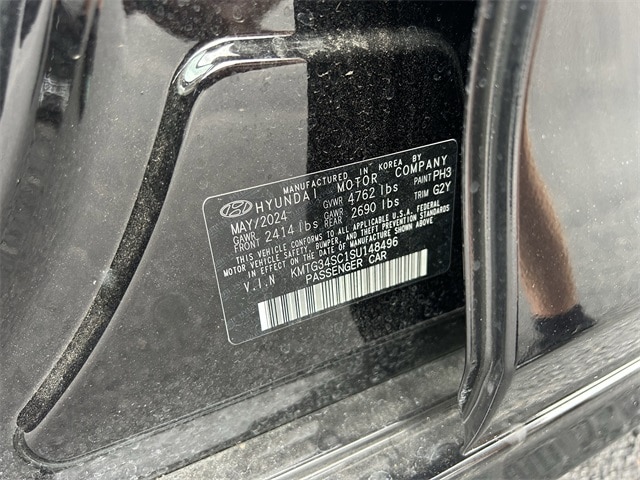 MANUFACTURED IN KOREA BY
HYUNDAI MOTOR COMPANY
MAY/2024 GVWR 4762 lbs PAINT PH3
GAWR FRONT 2414 lbs GAWR REAR 2690 lbs TRIM G2Y
THIS VEHICLE CONFORMS TO ALL APPLICABLE U.S.A. FEDERAL
MOTOR VEHICLE SAFETY, BUMPER, AND THEFT PREVENTION STANDARDS
IN EFFECT ON THE DATE OF MANUFACTURE SHOWN ABOVE.
V.I.N KMTG34SC1SU148496
PASSENGER CAR